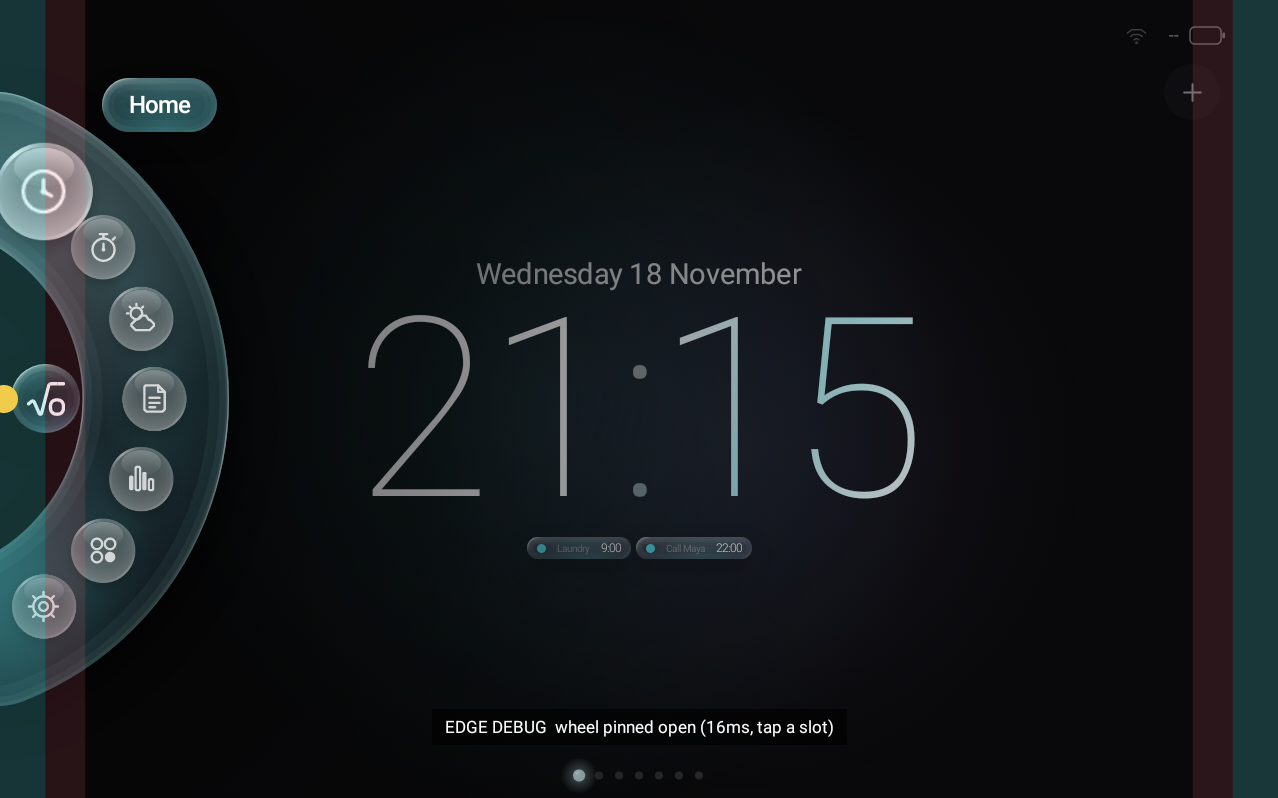 --
Home
Wednesday 18 November
21:15
Laundry 9:00 Call Maya 22:00
EDGE DEBUG wheel pinned open (16ms, tap a slot)